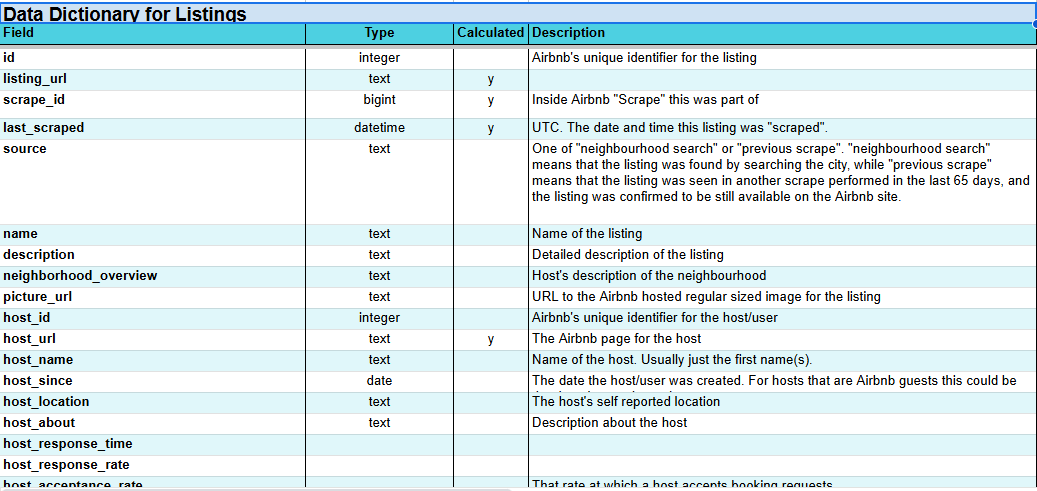 Data Dictionary for Listings
Field Type Calculated Description
id integer Airbnb's unique identifier for the listing
listing_url text y
scrape_id bigint y Inside Airbnb "Scrape" this was part of
last_scraped datetime y UTC. The date and time this listing was "scraped".
source text One of "neighbourhood search" or "previous scrape". "neighbourhood search"
means that the listing was found by searching the city, while "previous scrape"
means that the listing was seen in another scrape performed in the last 65 days, and
the listing was confirmed to be still available on the Airbnb site.
name text Name of the listing
description text Detailed description of the listing
neighborhood_overview text Host's description of the neighbourhood
picture_url text URL to the Airbnb hosted regular sized image for the listing
host_id integer Airbnb's unique identifier for the host/user
host_url text y The Airbnb page for the host
host_name text Name of the host. Usually just the first name(s).
host_since date The date the host/user was created. For hosts that are Airbnb guests this could be
host_location text The host's self reported location
host_about text Description about the host
host_response_time
host_response_rate
host_acceptance_rate That rate at which a host accepts booking requests.